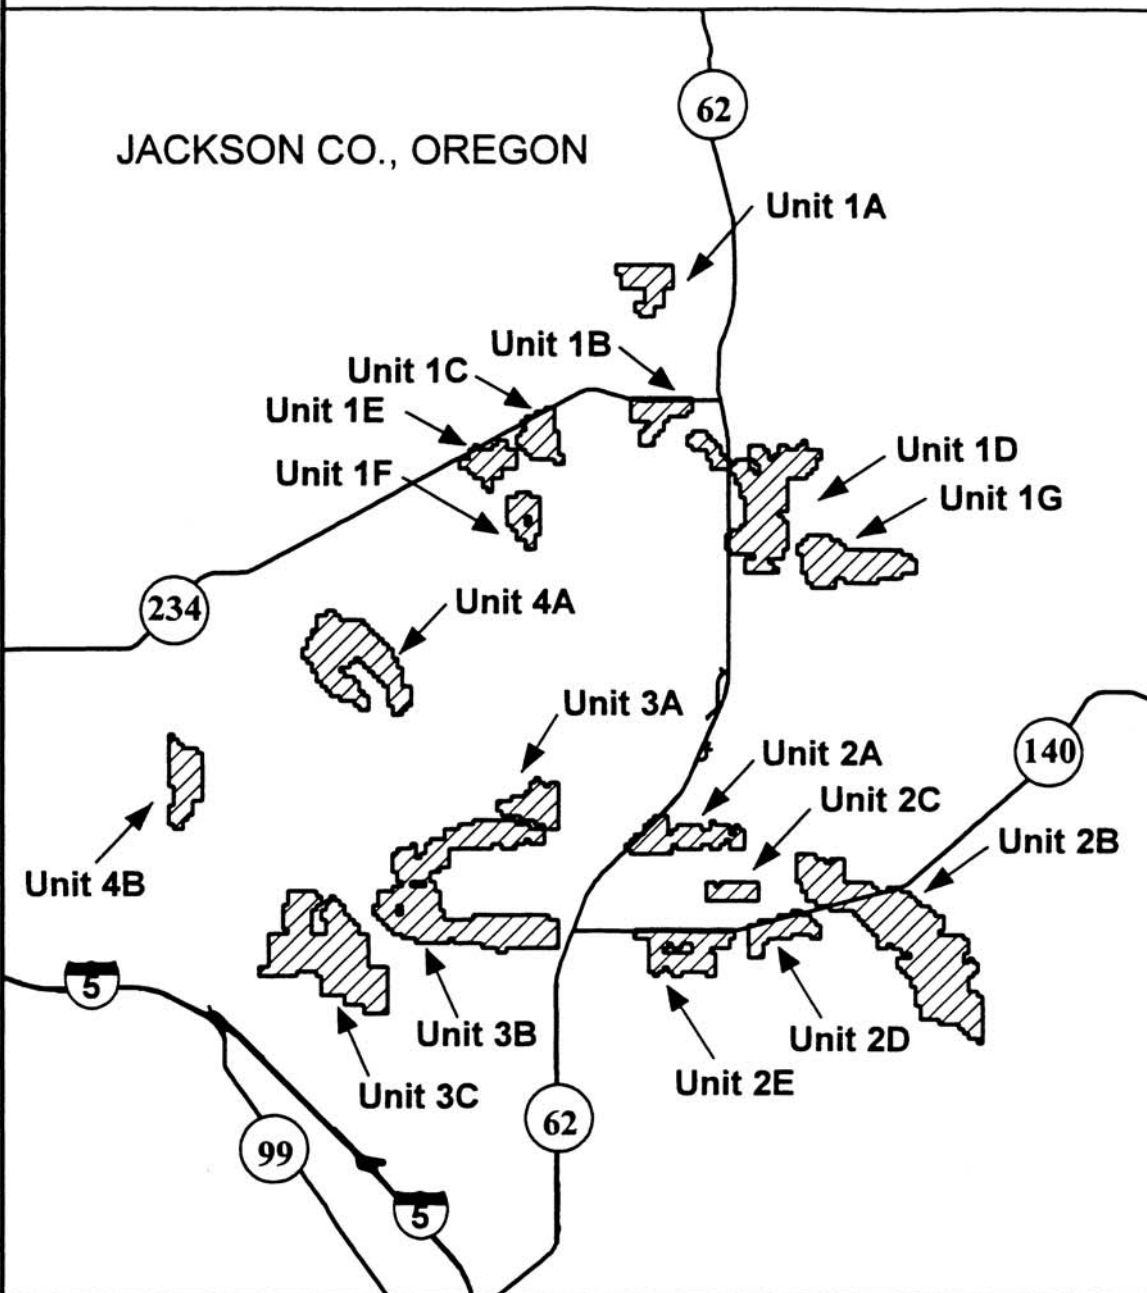 62
JACKSON CO., OREGON
Unit 1A
Unit 1B
Unit 1C
Unit 1E
Unit 1D
Unit 1F
Unit 1G
234
Unit 4A
Unit 3A
Unit 2A
140
Unit 2C
Unit 2B
Unit 4B
5
Unit 3B
Unit 2D
Unit 2E
Unit 3C
62
99
5